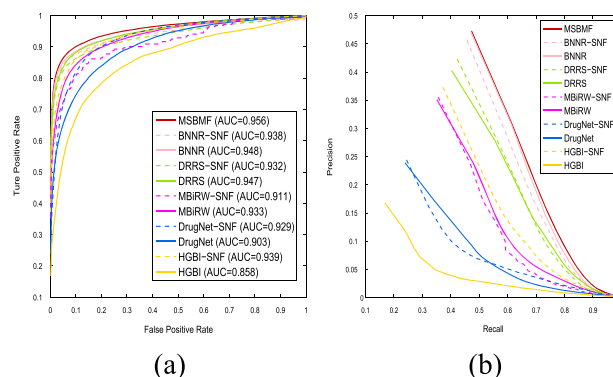 1
0.9
0.8
0.7
0.6
0.5
0.4
0.3
0.2
0.1
0 0.1 0.2 0.3 0.4 0.5 0.6 0.7 0.8 0.9 1
Ture Positive Rate
False Positive Rate
MSBMF (AUC=0.956)
BNNR-SNF (AUC=0.938)
BNNR (AUC=0.948)
DRRS-SNF (AUC=0.932)
DRRS (AUC=0.947)
MBiRW-SNF (AUC=0.911)
MBiRW (AUC=0.933)
DrugNet-SNF (AUC=0.929)
DrugNet (AUC=0.903)
HGBI-SNF (AUC=0.939)
HGBI (AUC=0.858)
(a)
0.5
0.45
0.4
0.35
0.3
0.25
0.2
0.15
0.1
0.05
0
0.1 0.2 0.3 0.4 0.5 0.6 0.7 0.8 0.9
Precision
Recall
MSBMF
BNNR-SNF
BNNR
DRRS-SNF
DRRS
MBiRW-SNF
MBiRW
DrugNet-SNF
DrugNet
HGBI-SNF
HGBI
(b)